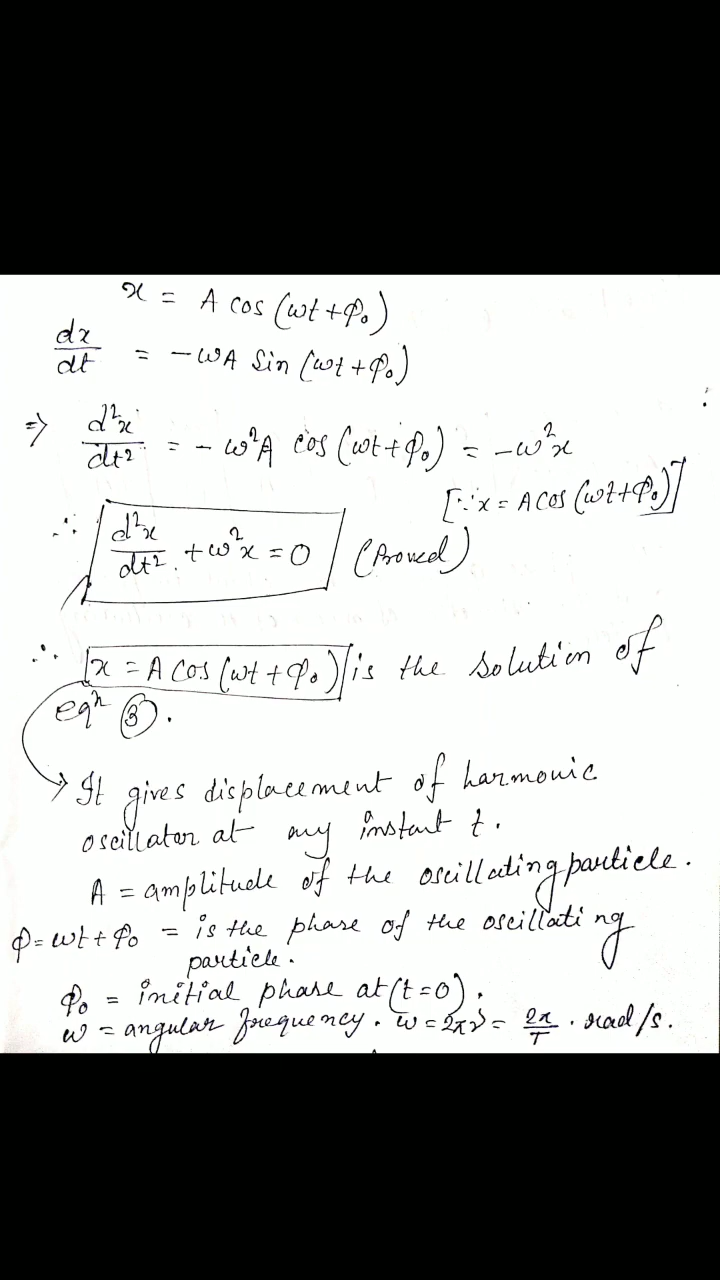 x = A cos (ωt + φ₀)
dx/dt = -ωA Sin (ωt + φ₀)
⇒ d²x/dt² = - ω²A cos (ωt + φ₀) = -ω²x
[∵ x = A cos (ωt + φ₀)]
∴ d²x/dt² + ω²x = 0 (Proved)
∴ x = A cos (ωt + φ₀) is the solution of
eqⁿ ③.
→ It gives displacement of harmonic
oscillator at any instant t.
A = amplitude of the oscillating particle.
φ = ωt + φ₀ = is the phase of the oscillating
particle.
φ₀ = initial phase at (t=0).
ω = angular frequency. ω = 2πν = 2π/T . rad/s.